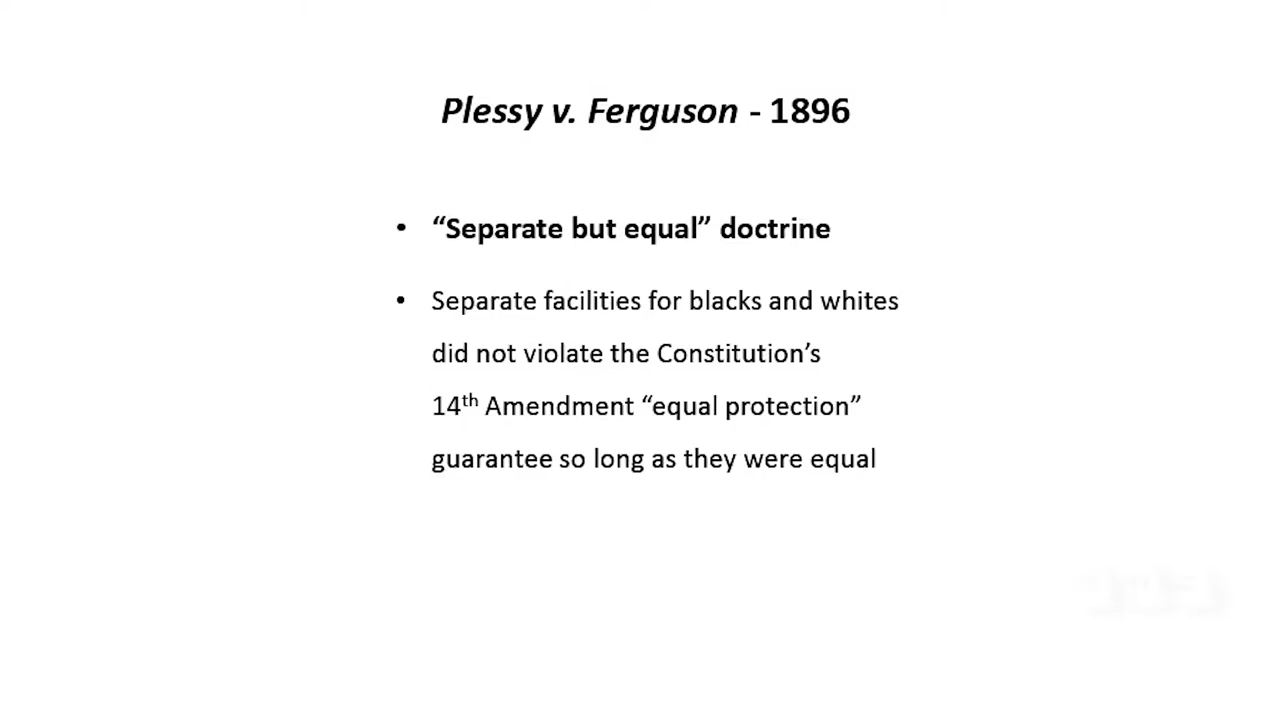 Plessy v. Ferguson - 1896
• “Separate but equal” doctrine
• Separate facilities for blacks and whites
did not violate the Constitution’s
14th Amendment “equal protection”
guarantee so long as they were equal